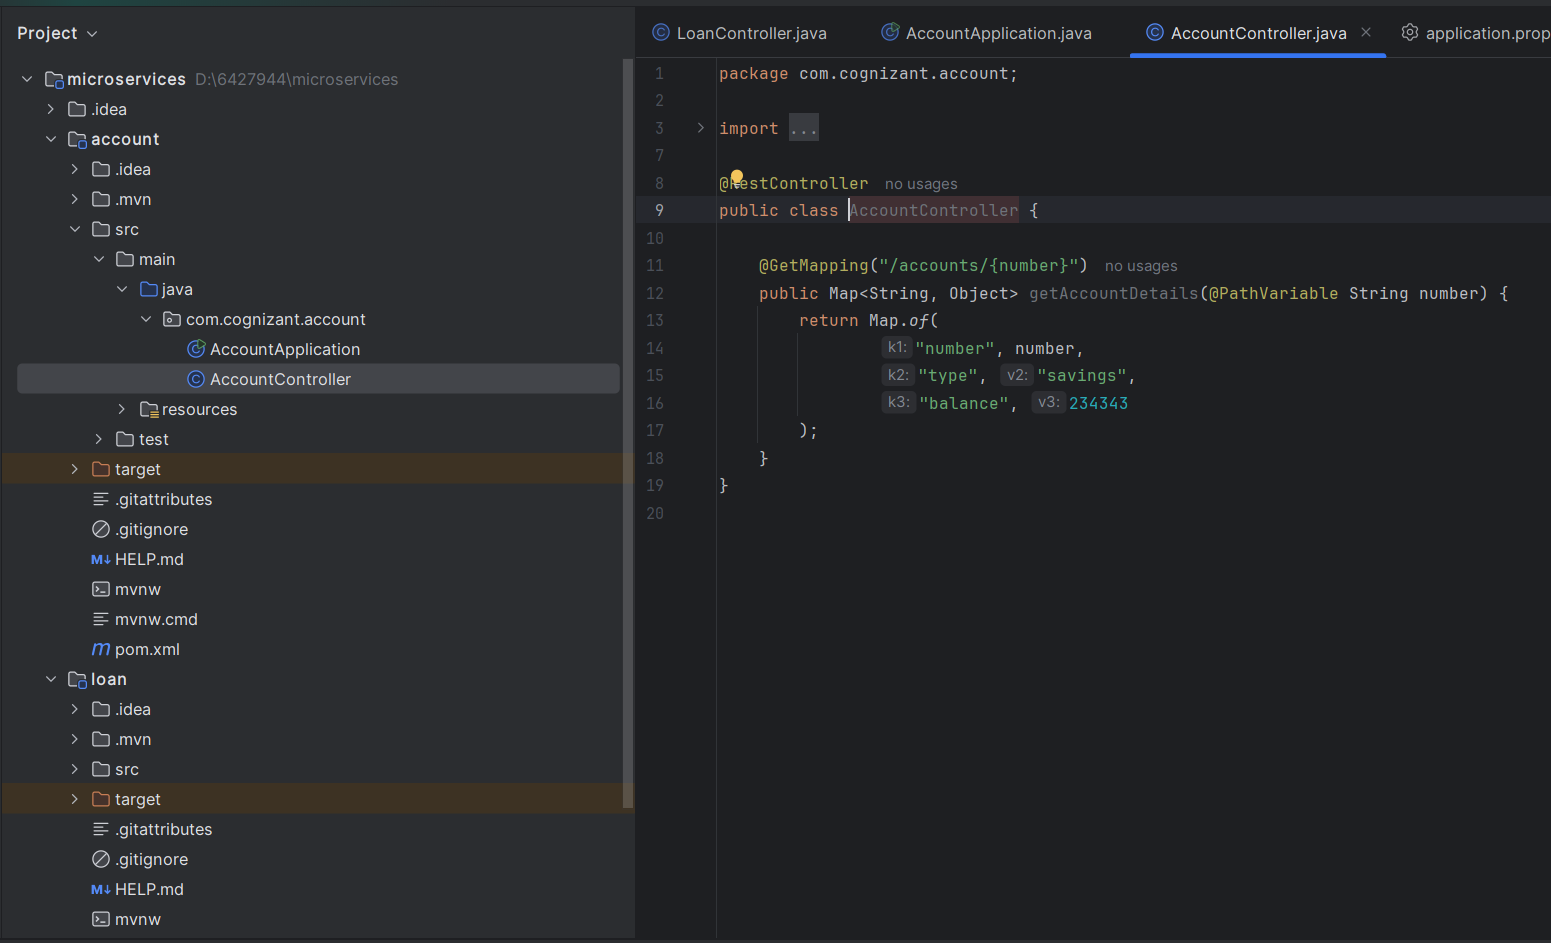 Project
microservices D:\6427944\microservices
.idea
account
.idea
.mvn
src
main
java
com.cognizant.account
AccountApplication
AccountController
resources
test
target
.gitattributes
.gitignore
HELP.md
mvnw
mvnw.cmd
pom.xml
loan
.idea
.mvn
src
target
.gitattributes
.gitignore
HELP.md
mvnw
LoanController.java AccountApplication.java AccountController.java application.prop
1 package com.cognizant.account;
2
3 import ...
7
8 @RestController no usages
9 public class AccountController {
10
11 @GetMapping("/accounts/{number}") no usages
12 public Map<String, Object> getAccountDetails(@PathVariable String number) {
13 return Map.of(
14 k1: "number", number,
15 k2: "type", v2: "savings",
16 k3: "balance", v3: 234343
17 );
18 }
19 }
20